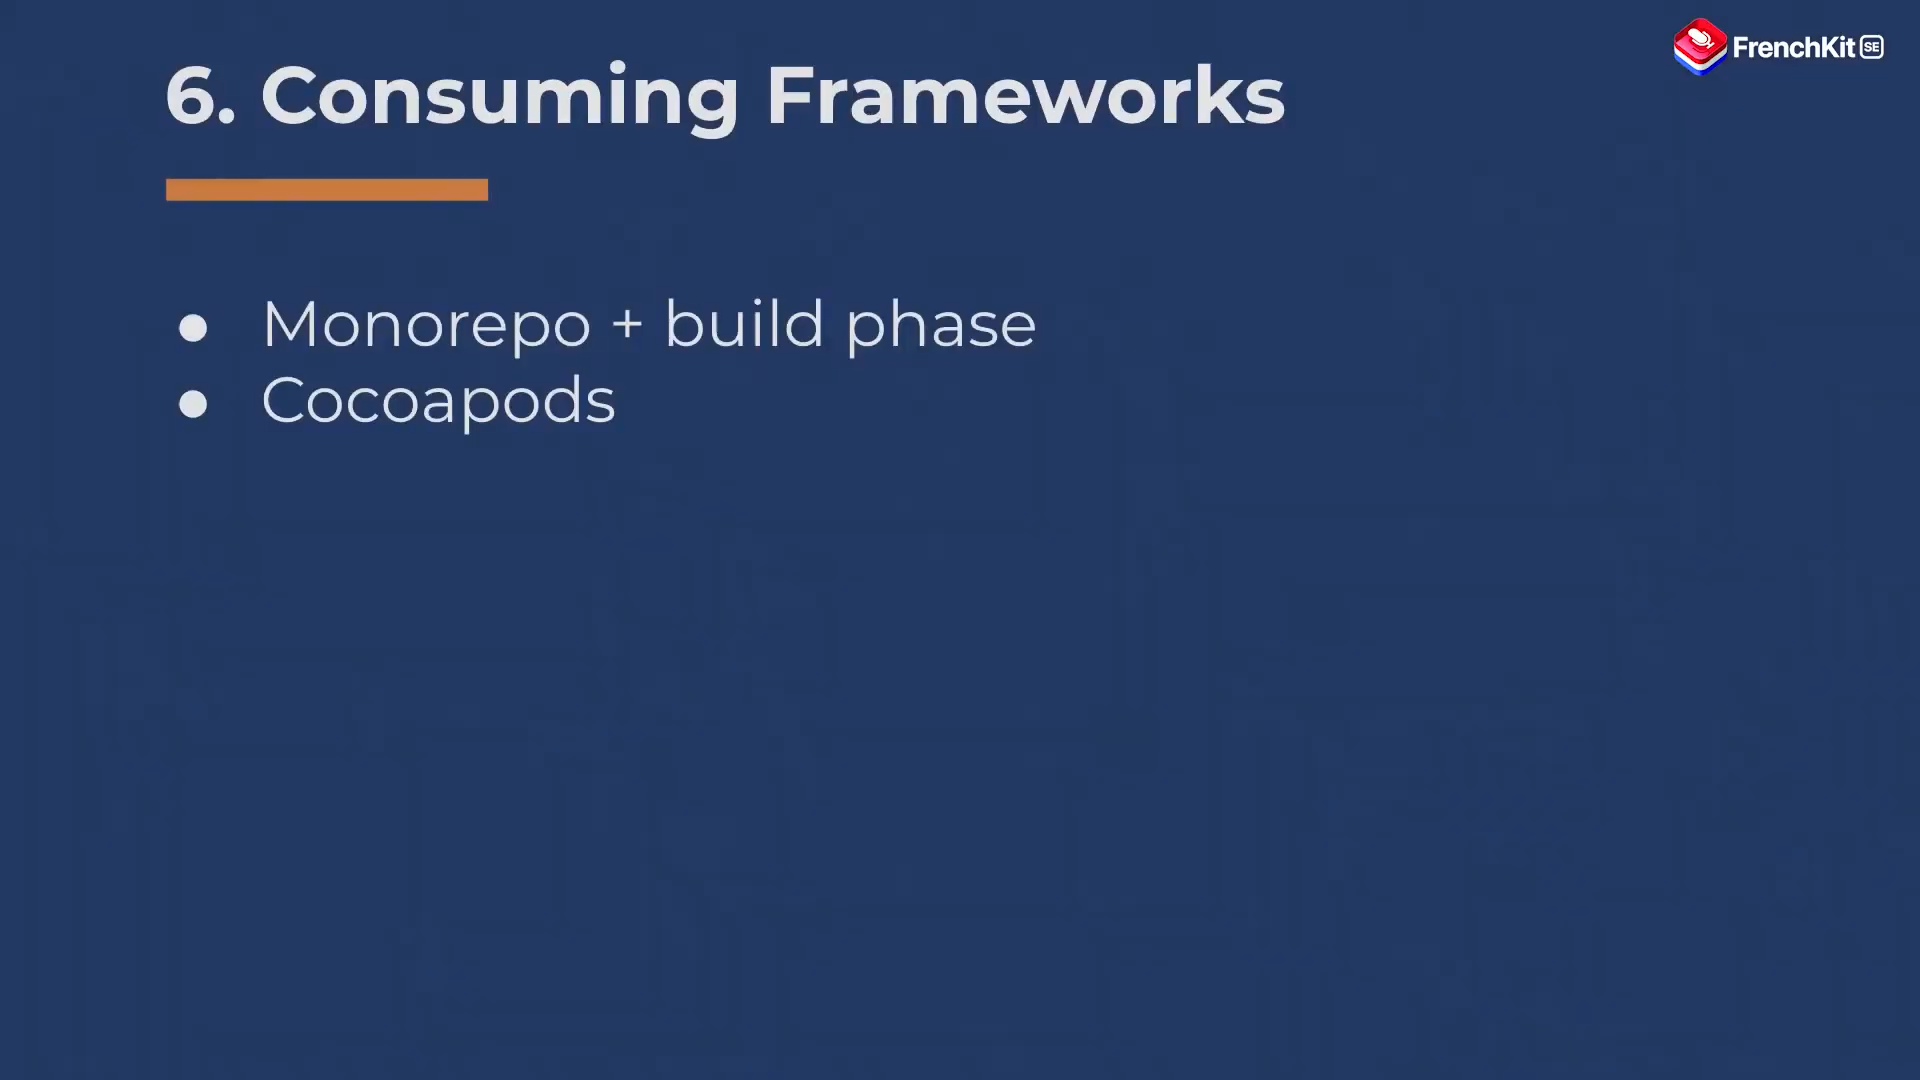 FrenchKit SE
6. Consuming Frameworks
● Monorepo + build phase
● Cocoapods